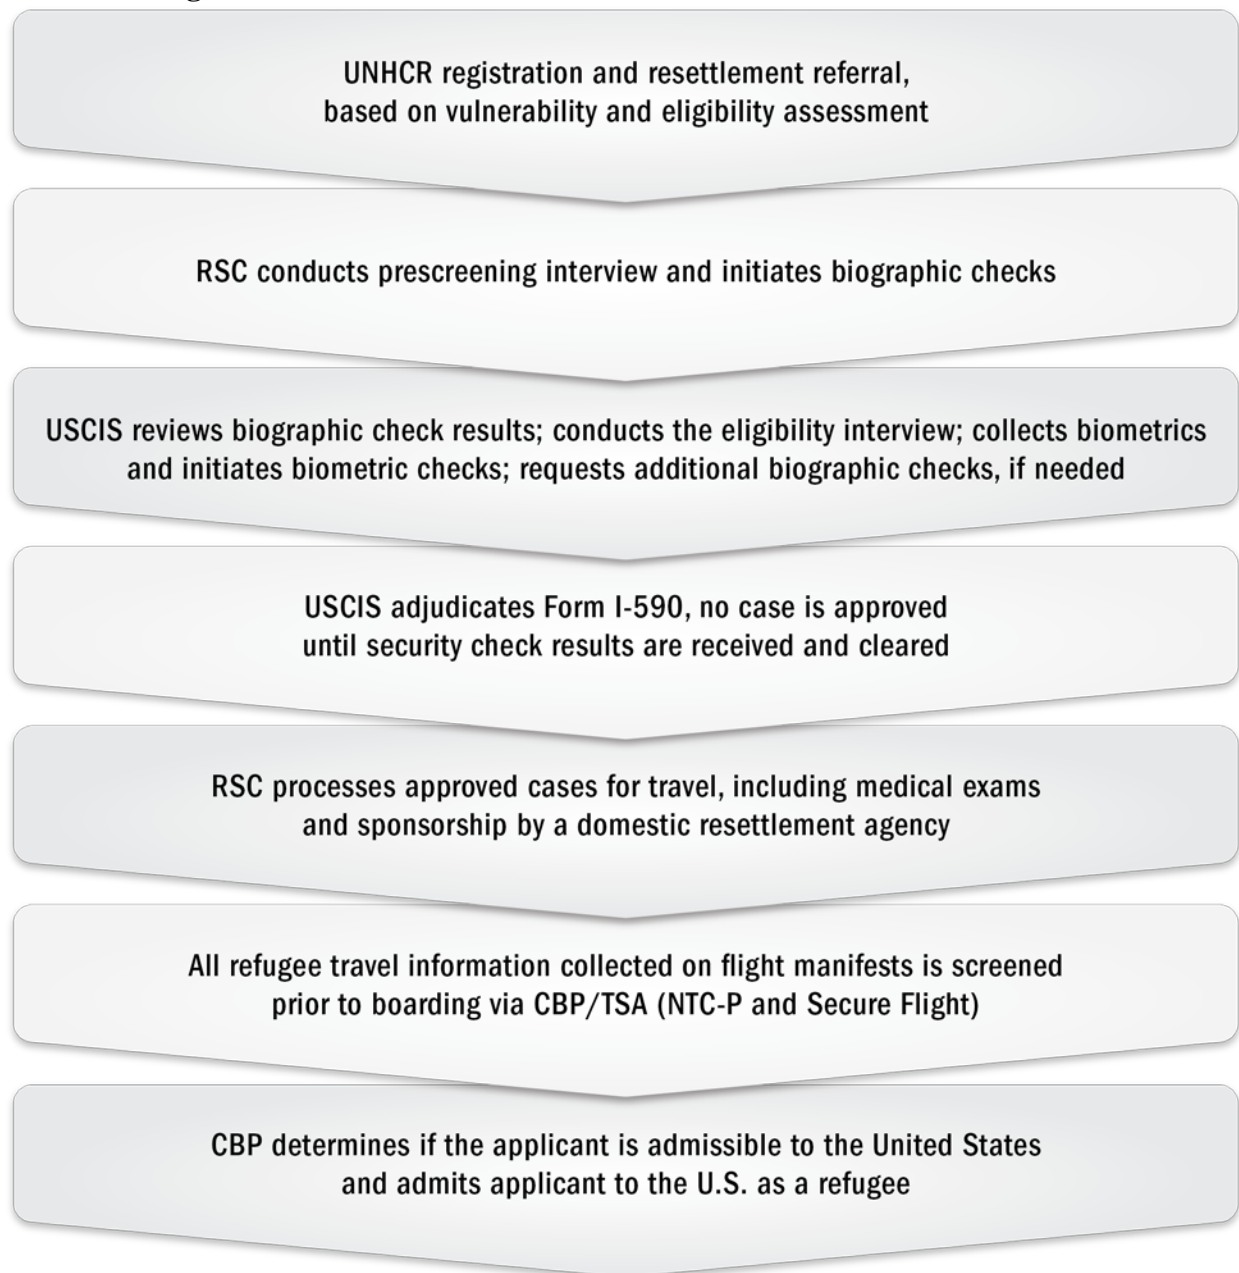 UNHCR registration and resettlement referral,
based on vulnerability and eligibility assessment
RSC conducts prescreening interview and initiates biographic checks
USCIS reviews biographic check results; conducts the eligibility interview; collects biometrics
and initiates biometric checks; requests additional biographic checks, if needed
USCIS adjudicates Form I-590, no case is approved
until security check results are received and cleared
RSC processes approved cases for travel, including medical exams
and sponsorship by a domestic resettlement agency
All refugee travel information collected on flight manifests is screened
prior to boarding via CBP/TSA (NTC-P and Secure Flight)
CBP determines if the applicant is admissible to the United States
and admits applicant to the U.S. as a refugee